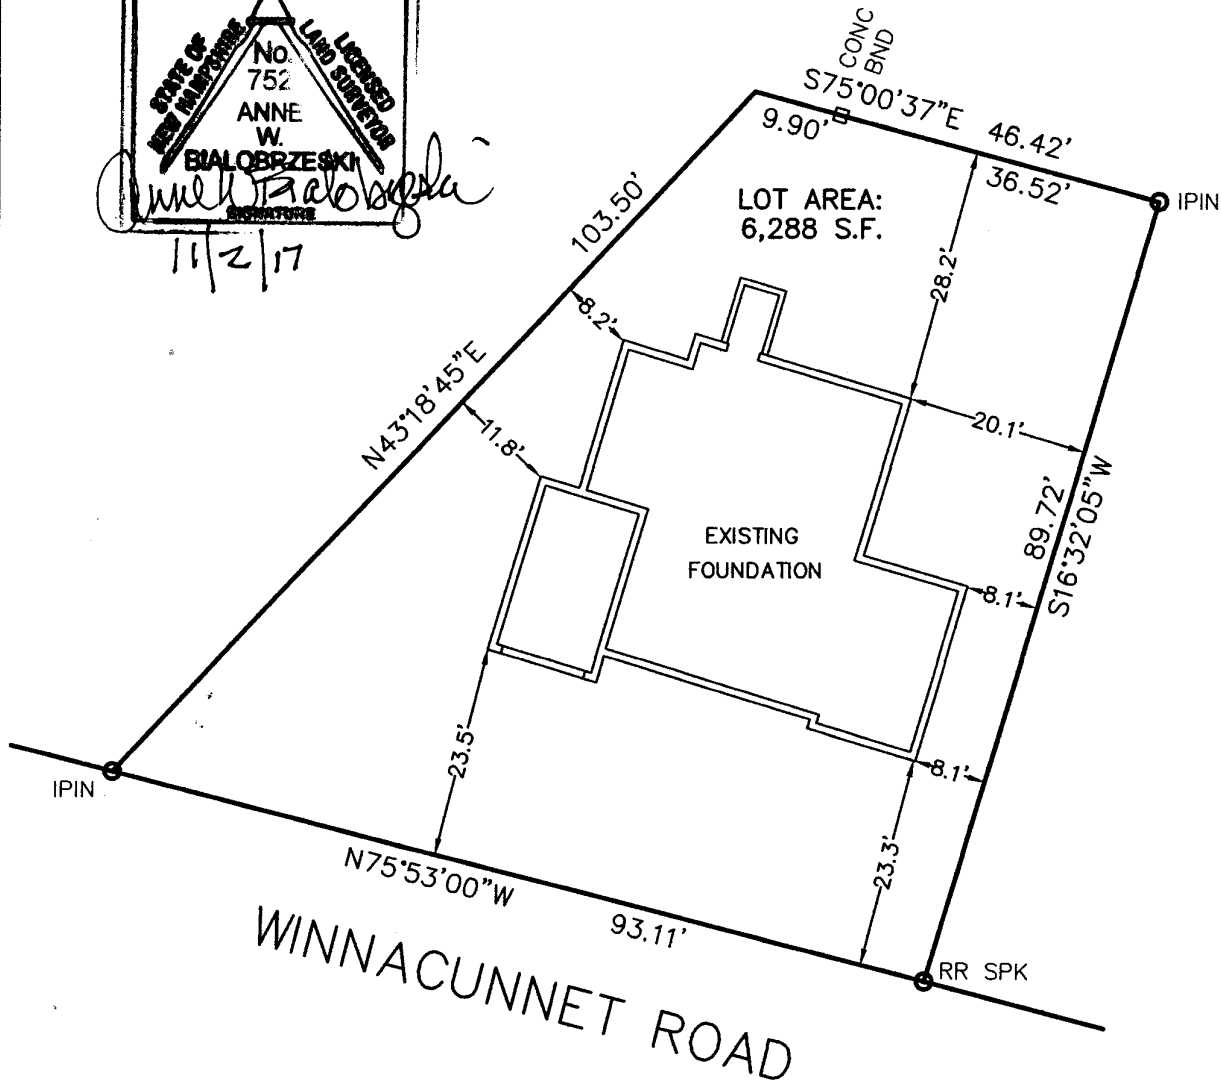 STATE OF
NEW HAMPSHIRE
LICENSED
LAND SURVEYOR
No.
752
ANNE
W.
BIALOBRZESKI
Anne W Bialobrzeski
SIGNATURE
11/2/17
CONC
BND
S75°00'37"E
9.90'
46.42'
36.52'
IPIN
LOT AREA:
6,288 S.F.
103.50'
N43°18'45"E
28.2'
8.2'
11.8'
20.1'
89.72'
S16°32'05"W
EXISTING
FOUNDATION
8.1'
23.5'
8.1'
23.3'
IPIN
N75°53'00"W
93.11'
RR SPK
WINNACUNNET ROAD